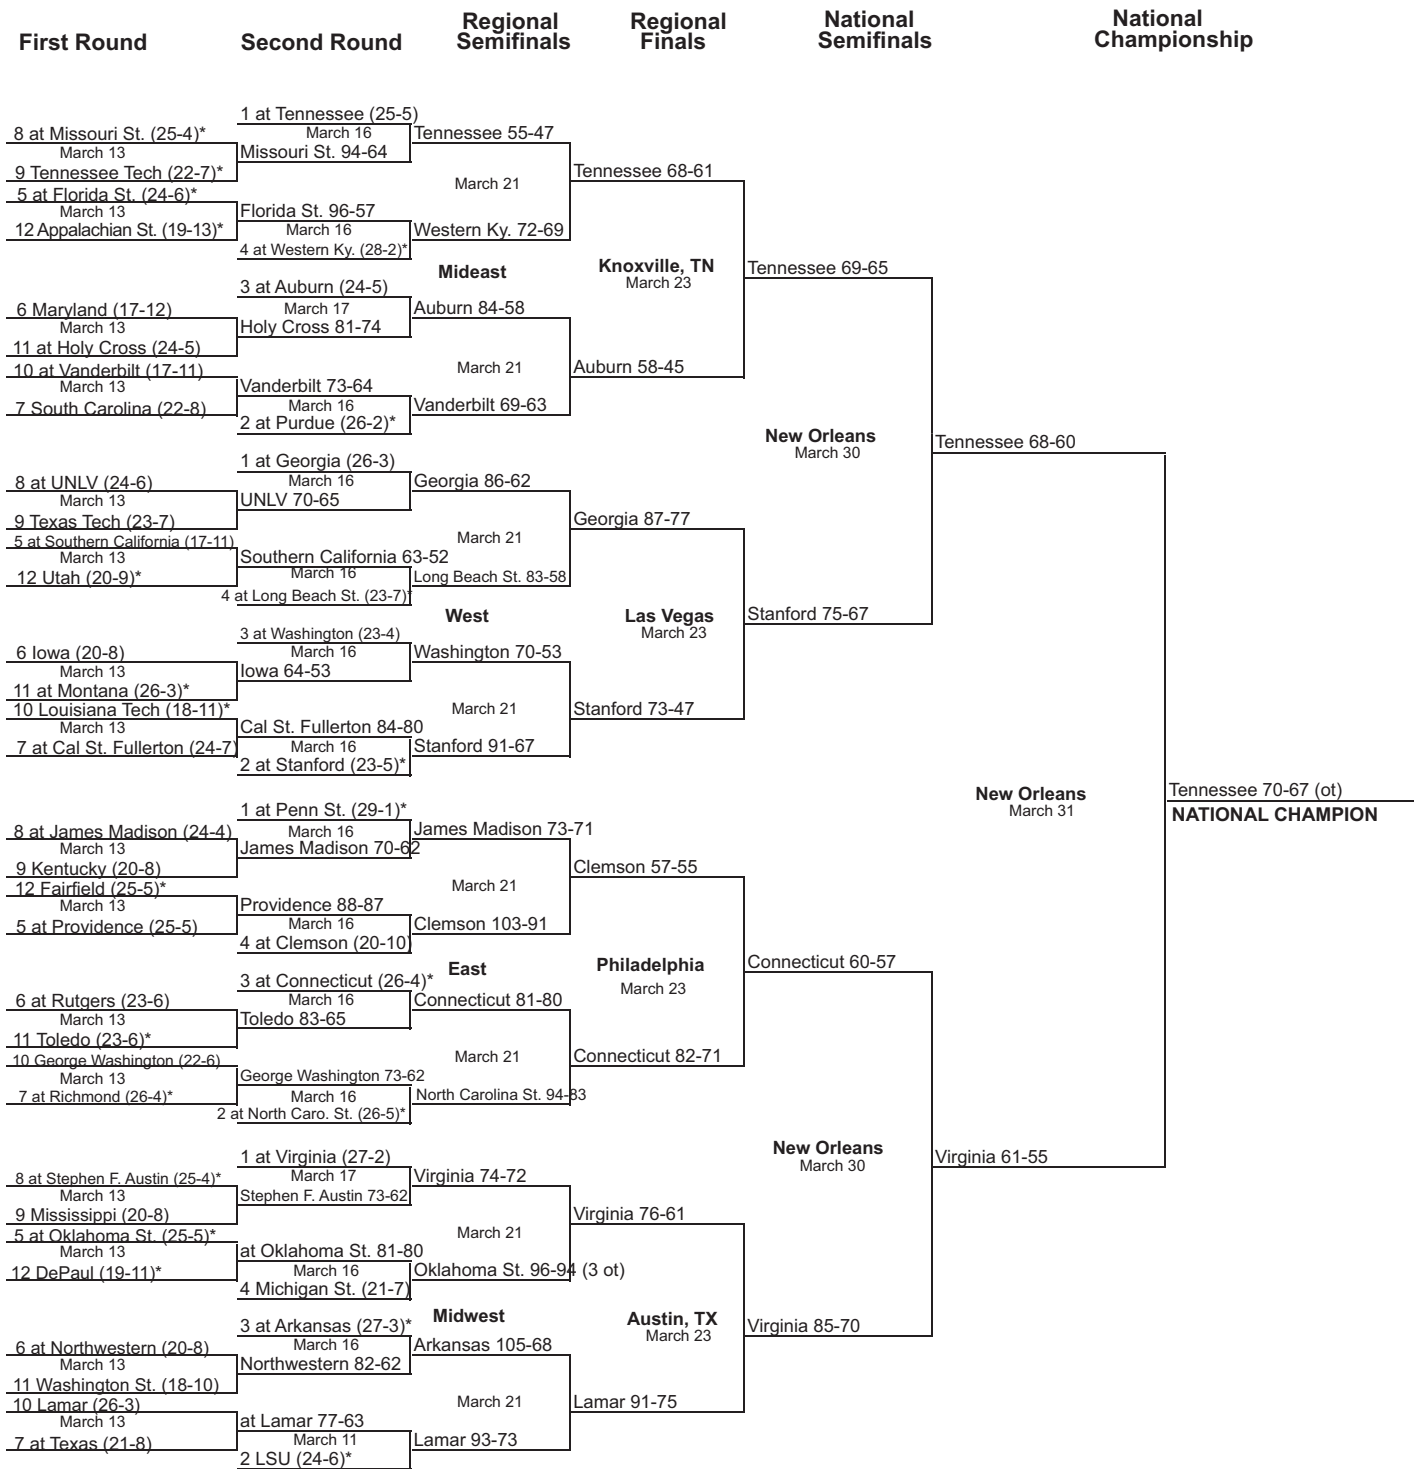 First Round
Second Round
Regional
Semifinals
Regional
Finals
National
Semifinals
National
Championship
1 at Tennessee (25-5)
8 at Missouri St. (25-4)*
March 16
Tennessee 55-47
March 13
Missouri St. 94-64
9 Tennessee Tech (22-7)*
Tennessee 68-61
March 21
5 at Florida St. (24-6)*
March 13
Florida St. 96-57
12 Appalachian St. (19-13)*
March 16
Western Ky. 72-69
4 at Western Ky. (28-2)*
Mideast
Knoxville, TN
March 23
Tennessee 69-65
3 at Auburn (24-5)
6 Maryland (17-12)
March 17
Auburn 84-58
March 13
Holy Cross 81-74
11 at Holy Cross (24-5)
10 at Vanderbilt (17-11)
March 21
Auburn 58-45
March 13
Vanderbilt 73-64
7 South Carolina (22-8)
March 16
Vanderbilt 69-63
2 at Purdue (26-2)*
New Orleans
March 30
Tennessee 68-60
1 at Georgia (26-3)
8 at UNLV (24-6)
March 16
Georgia 86-62
March 13
UNLV 70-65
9 Texas Tech (23-7)
Georgia 87-77
5 at Southern California (17-11)
March 21
March 13
Southern California 63-52
12 Utah (20-9)*
March 16
Long Beach St. 83-58
4 at Long Beach St. (23-7)*
West
Las Vegas
March 23
Stanford 75-67
3 at Washington (23-4)
6 Iowa (20-8)
March 16
Washington 70-53
March 13
Iowa 64-53
11 at Montana (26-3)*
10 Louisiana Tech (18-11)*
March 21
Stanford 73-47
March 13
Cal St. Fullerton 84-80
7 at Cal St. Fullerton (24-7)
March 16
Stanford 91-67
2 at Stanford (23-5)*
New Orleans
March 31
Tennessee 70-67 (ot)
NATIONAL CHAMPION
1 at Penn St. (29-1)*
8 at James Madison (24-4)
March 16
James Madison 73-71
March 13
James Madison 70-62
9 Kentucky (20-8)
Clemson 57-55
12 Fairfield (25-5)*
March 21
March 13
Providence 88-87
5 at Providence (25-5)
March 16
Clemson 103-91
4 at Clemson (20-10)
East
Philadelphia
March 23
Connecticut 60-57
3 at Connecticut (26-4)*
6 at Rutgers (23-6)
March 16
Connecticut 81-80
March 13
Toledo 83-65
11 Toledo (23-6)*
10 George Washington (22-6)
March 21
Connecticut 82-71
March 13
George Washington 73-62
7 at Richmond (26-4)*
March 16
North Carolina St. 94-83
2 at North Caro. St. (26-5)*
New Orleans
March 30
Virginia 61-55
1 at Virginia (27-2)
8 at Stephen F. Austin (25-4)*
March 17
Virginia 74-72
March 13
Stephen F. Austin 73-62
9 Mississippi (20-8)
Virginia 76-61
5 at Oklahoma St. (25-5)*
March 21
March 13
at Oklahoma St. 81-80
12 DePaul (19-11)*
March 16
Oklahoma St. 96-94 (3 ot)
4 Michigan St. (21-7)
Midwest
Austin, TX
March 23
Virginia 85-70
3 at Arkansas (27-3)*
6 at Northwestern (20-8)
March 16
Arkansas 105-68
March 13
Northwestern 82-62
11 Washington St. (18-10)
10 Lamar (26-3)
March 21
Lamar 91-75
March 13
at Lamar 77-63
7 at Texas (21-8)
March 11
Lamar 93-73
2 LSU (24-6)*